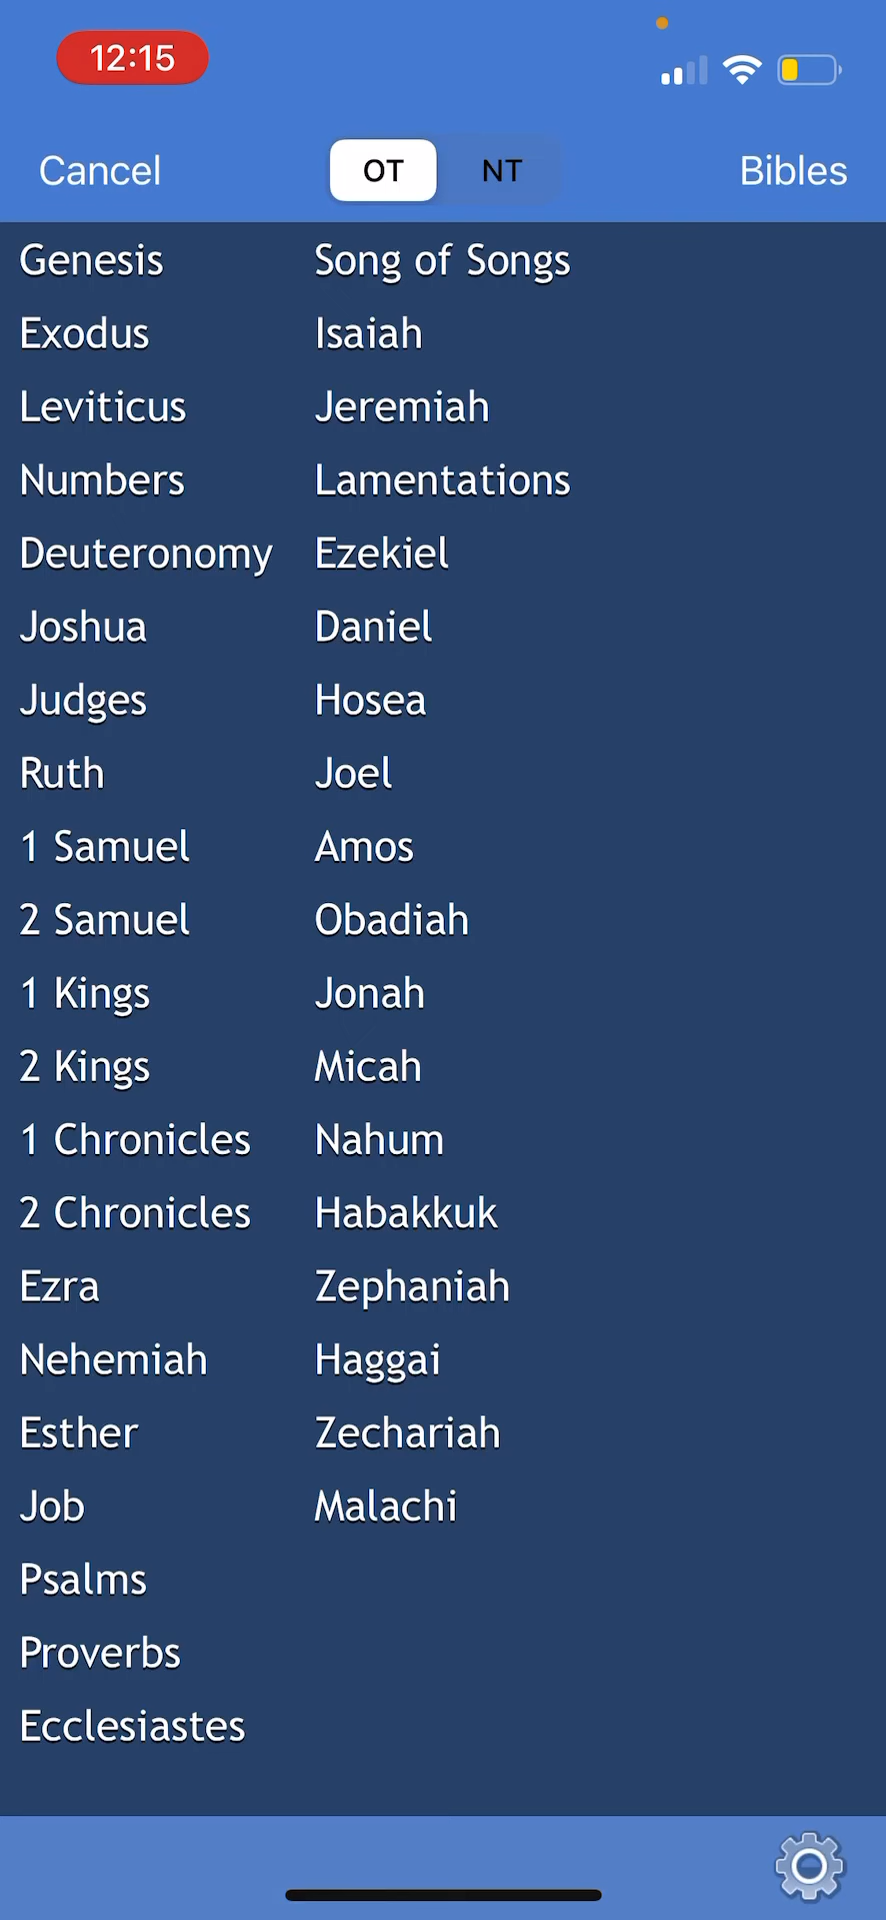 12:15
Cancel OT NT Bibles
Genesis
Exodus
Leviticus
Numbers
Deuteronomy
Joshua
Judges
Ruth
1 Samuel
2 Samuel
1 Kings
2 Kings
1 Chronicles
2 Chronicles
Ezra
Nehemiah
Esther
Job
Psalms
Proverbs
Ecclesiastes
Song of Songs
Isaiah
Jeremiah
Lamentations
Ezekiel
Daniel
Hosea
Joel
Amos
Obadiah
Jonah
Micah
Nahum
Habakkuk
Zephaniah
Haggai
Zechariah
Malachi